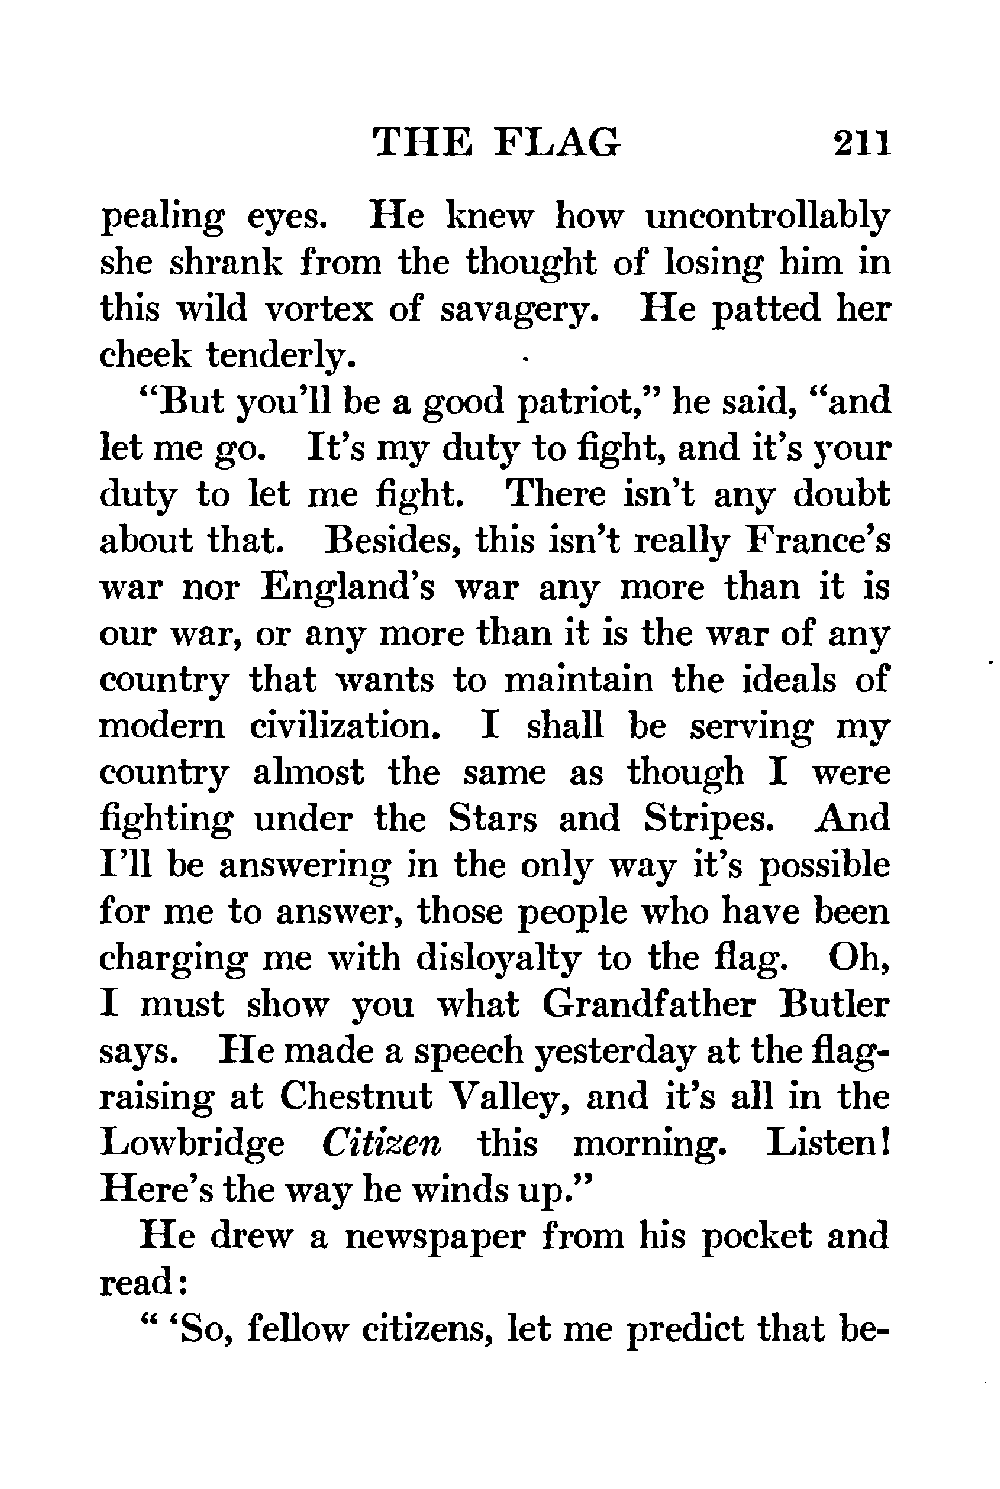 THE FLAG 211
pealing eyes. He knew how uncontrollably
she shrank from the thought of losing him in
this wild vortex of savagery. He patted her
cheek tenderly.
“But you’ll be a good patriot,” he said, “and
let me go. It’s my duty to fight, and it’s your
duty to let me fight. There isn’t any doubt
about that. Besides, this isn’t really France’s
war nor England’s war any more than it is
our war, or any more than it is the war of any
country that wants to maintain the ideals of
modern civilization. I shall be serving my
country almost the same as though I were
fighting under the Stars and Stripes. And
I’ll be answering in the only way it’s possible
for me to answer, those people who have been
charging me with disloyalty to the flag. Oh,
I must show you what Grandfather Butler
says. He made a speech yesterday at the flag-
raising at Chestnut Valley, and it’s all in the
Lowbridge Citizen this morning. Listen!
Here’s the way he winds up.”
He drew a newspaper from his pocket and
read:
“ ‘So, fellow citizens, let me predict that be-